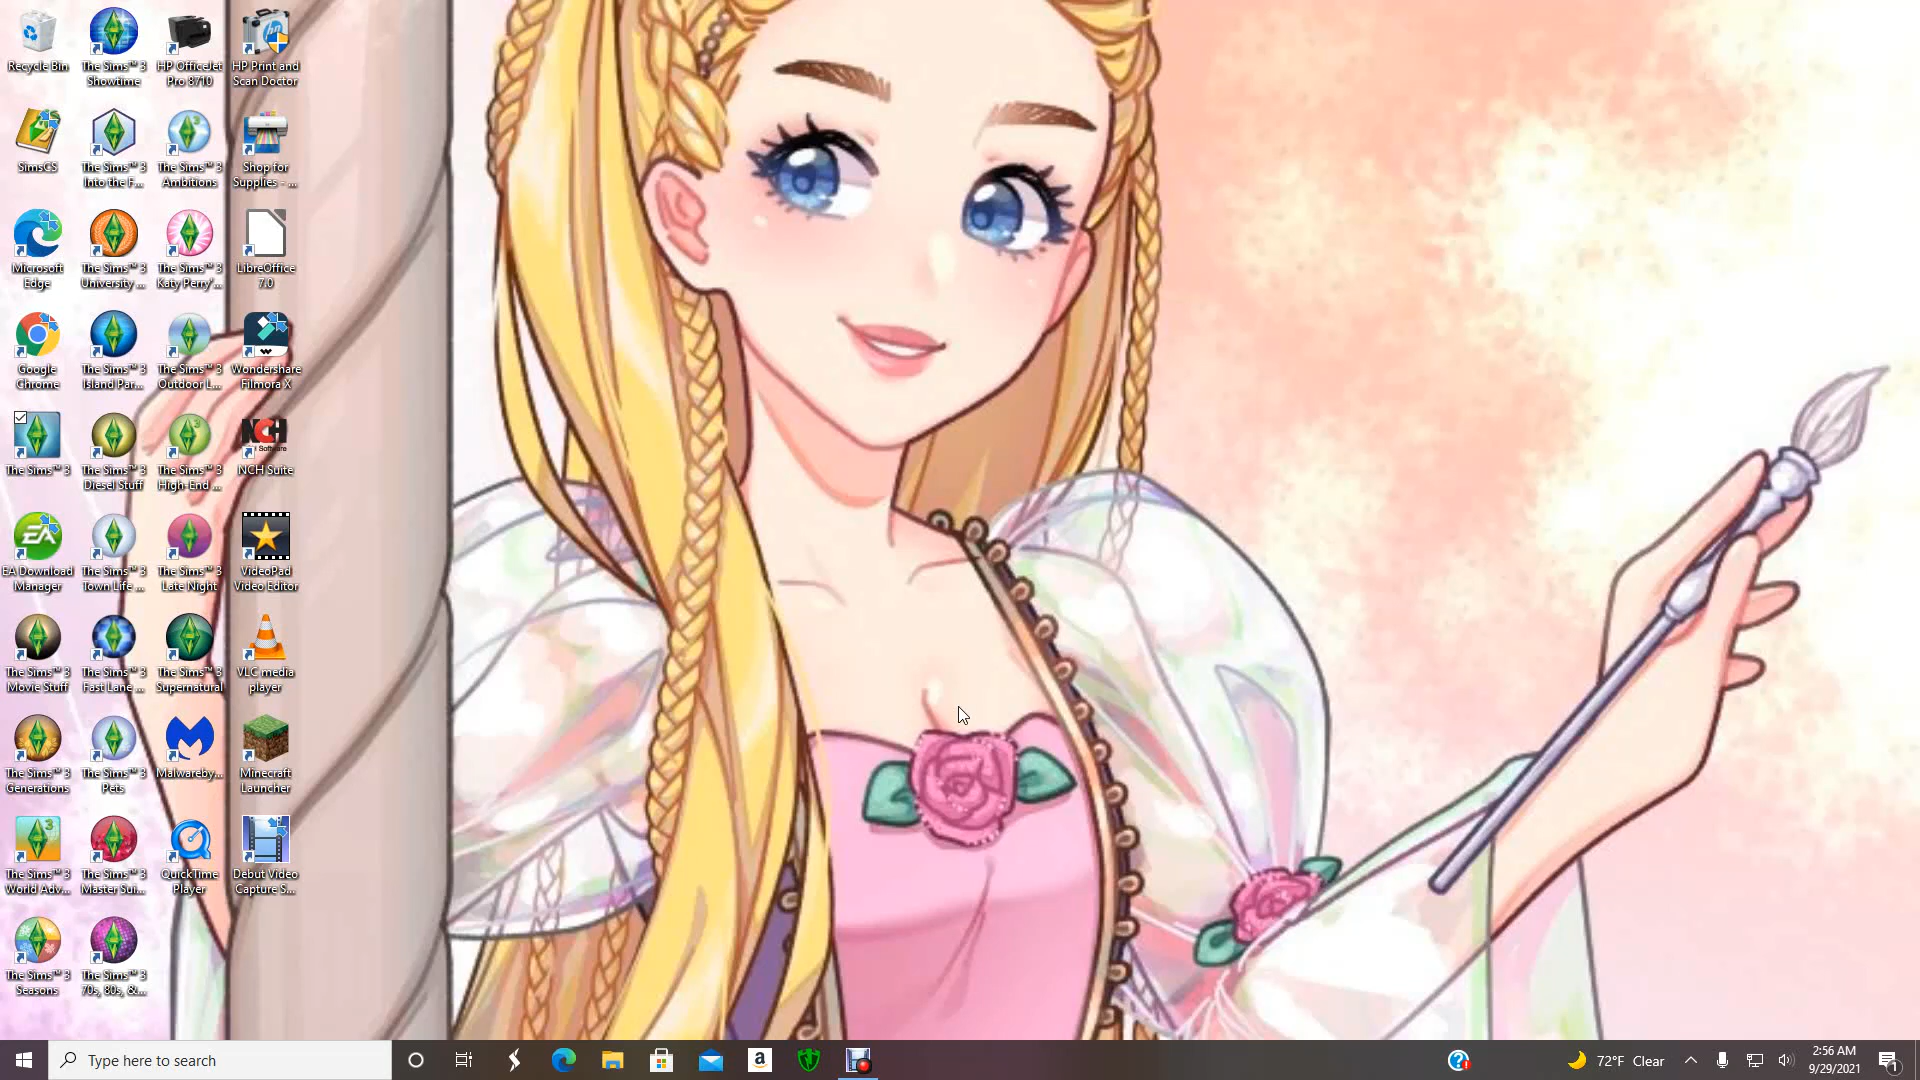 Recycle Bin
The Sims™ 3
Showtime
HP OfficeJet
Pro 8710
HP Print and
Scan Doctor
SimsCS
The Sims™ 3
Into the F...
The Sims™ 3
Ambitions
Shop for
Supplies - ...
Microsoft
Edge
The Sims™ 3
University ...
The Sims™ 3
Katy Perry'...
LibreOffice
7.0
Google
Chrome
The Sims™ 3
Island Par...
The Sims™ 3
Outdoor L...
Wondershare
Filmora X
The Sims™ 3
The Sims™ 3
Diesel Stuff
The Sims™ 3
High-End ...
NCH
Software
NCH Suite
EA
EA Download
Manager
The Sims™ 3
Town Life ...
The Sims™ 3
Late Night
VideoPad
Video Editor
The Sims™ 3
Movie Stuff
The Sims™ 3
Fast Lane ...
The Sims™ 3
Supernatural
VLC media
player
The Sims™ 3
Generations
The Sims™ 3
Pets
Malwareby...
Minecraft
Launcher
The Sims™ 3
World Adv...
The Sims™ 3
Master Sui...
QuickTime
Player
Debut Video
Capture S...
The Sims™ 3
Seasons
The Sims™ 3
70s, 80s, &...
Type here to search
72°F Clear
2:56 AM
9/29/2021
1